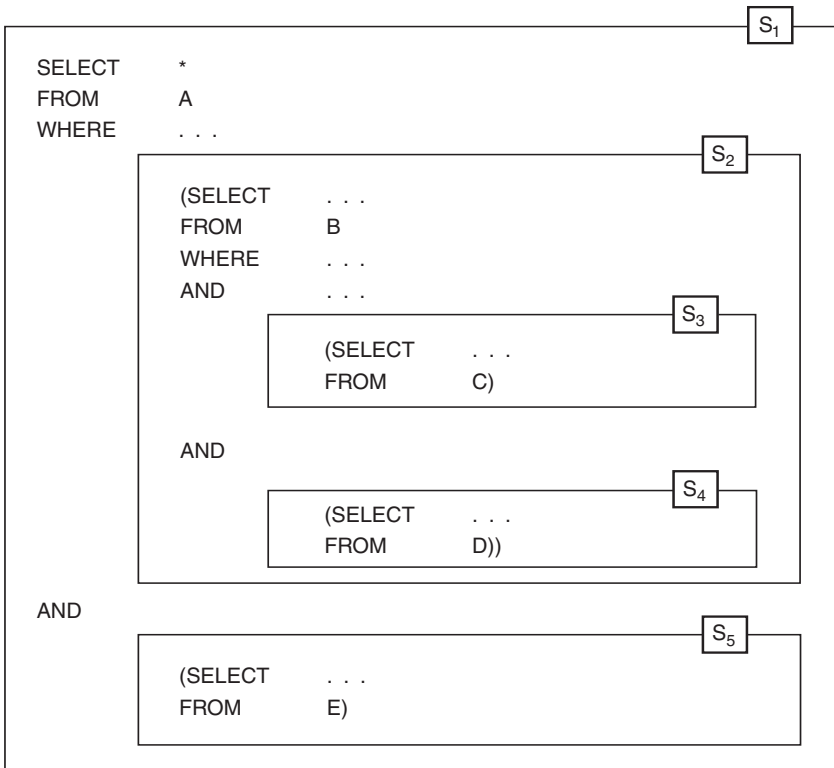 S₁
SELECT *
FROM A
WHERE . . .
S₂
(SELECT . . .
FROM B
WHERE . . .
AND . . .
S₃
(SELECT . . .
FROM C)
AND
S₄
(SELECT . . .
FROM D))
AND
S₅
(SELECT . . .
FROM E)